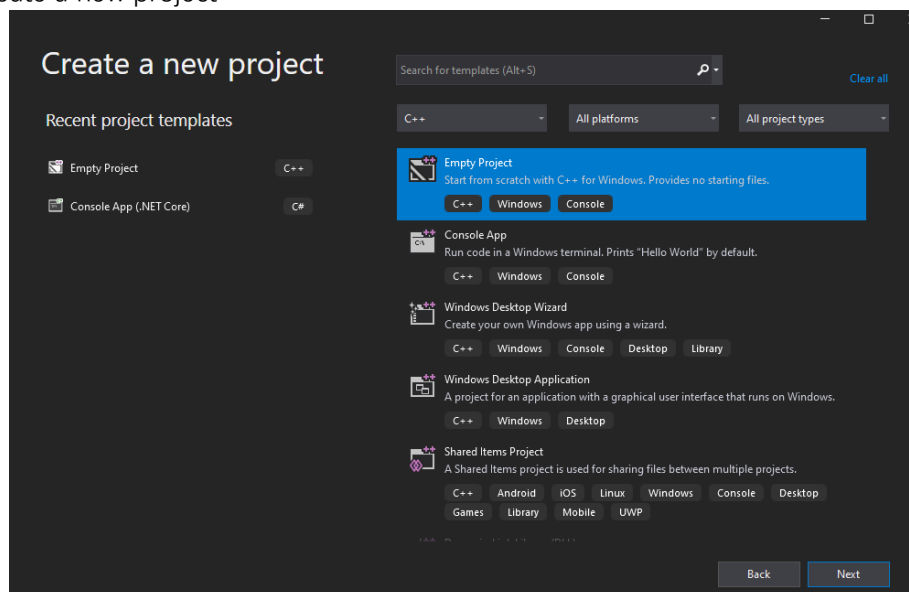 Create a new project
Search for templates (Alt+S)
Clear all
Recent project templates
C++
All platforms
All project types
Empty Project
C++
Console App (.NET Core)
C#
Empty Project
Start from scratch with C++ for Windows. Provides no starting files.
C++ Windows Console
Console App
Run code in a Windows terminal. Prints "Hello World" by default.
C++ Windows Console
Windows Desktop Wizard
Create your own Windows app using a wizard.
C++ Windows Console Desktop Library
Windows Desktop Application
A project for an application with a graphical user interface that runs on Windows.
C++ Windows Desktop
Shared Items Project
A Shared Items project is used for sharing files between multiple projects.
C++ Android iOS Linux Windows Console Desktop
Games Library Mobile UWP
Back
Next